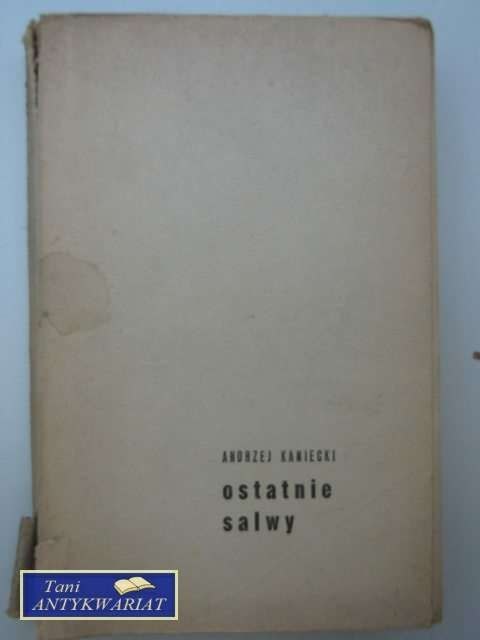 ANDRZEJ KANIECKI
ostatnie
salwy
Tani
ANTYKWARIAT